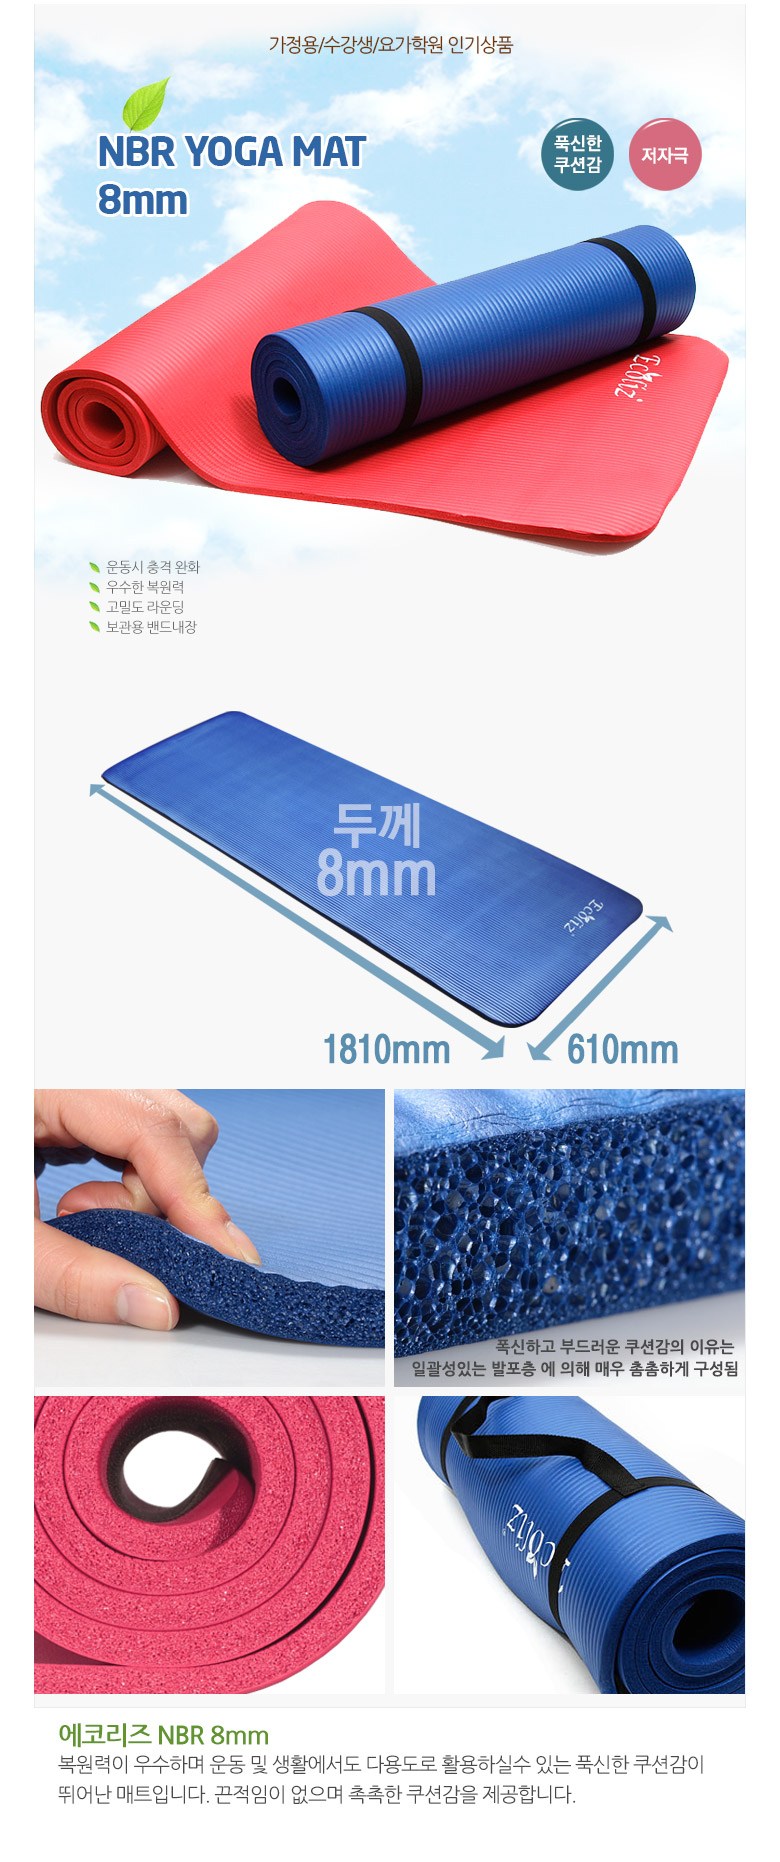 가정용/수강생/요가학원 인기상품
NBR YOGA MAT
8mm
푹신한
쿠션감
저자극
Ecoliz
운동시 충격 완화
우수한 복원력
고밀도 라운딩
보관용 밴드내장
두께
8mm
Ecoliz
1810mm
610mm
폭신하고 부드러운 쿠션감의 이유는
일괄성있는 발포층 에 의해 매우 촘촘하게 구성됨
Ecoliz
에코리즈 NBR 8mm
복원력이 우수하며 운동 및 생활에서도 다용도로 활용하실수 있는 푹신한 쿠션감이
뛰어난 매트입니다. 끈적임이 없으며 촉촉한 쿠션감을 제공합니다.